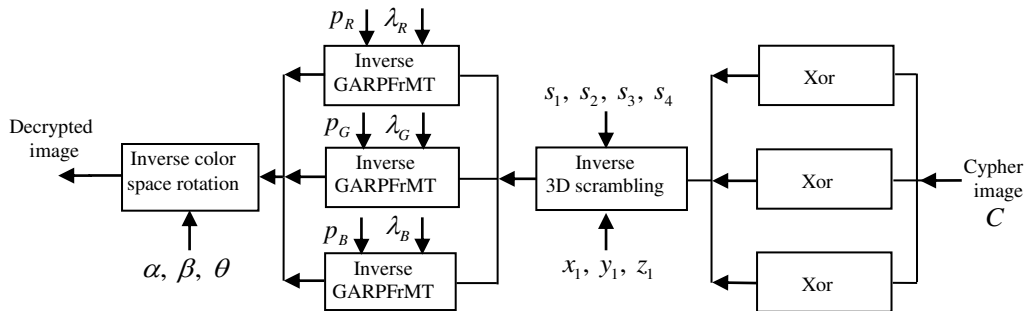 p_R λ_R
Inverse
GARPFrMT
Xor
s_1, s_2, s_3, s_4
Decrypted
image
p_G λ_G
Inverse color
space rotation
Inverse
GARPFrMT
Inverse
3D scrambling
Xor
Cypher
image
C
p_B λ_B
α, β, θ
Inverse
GARPFrMT
x_1, y_1, z_1
Xor